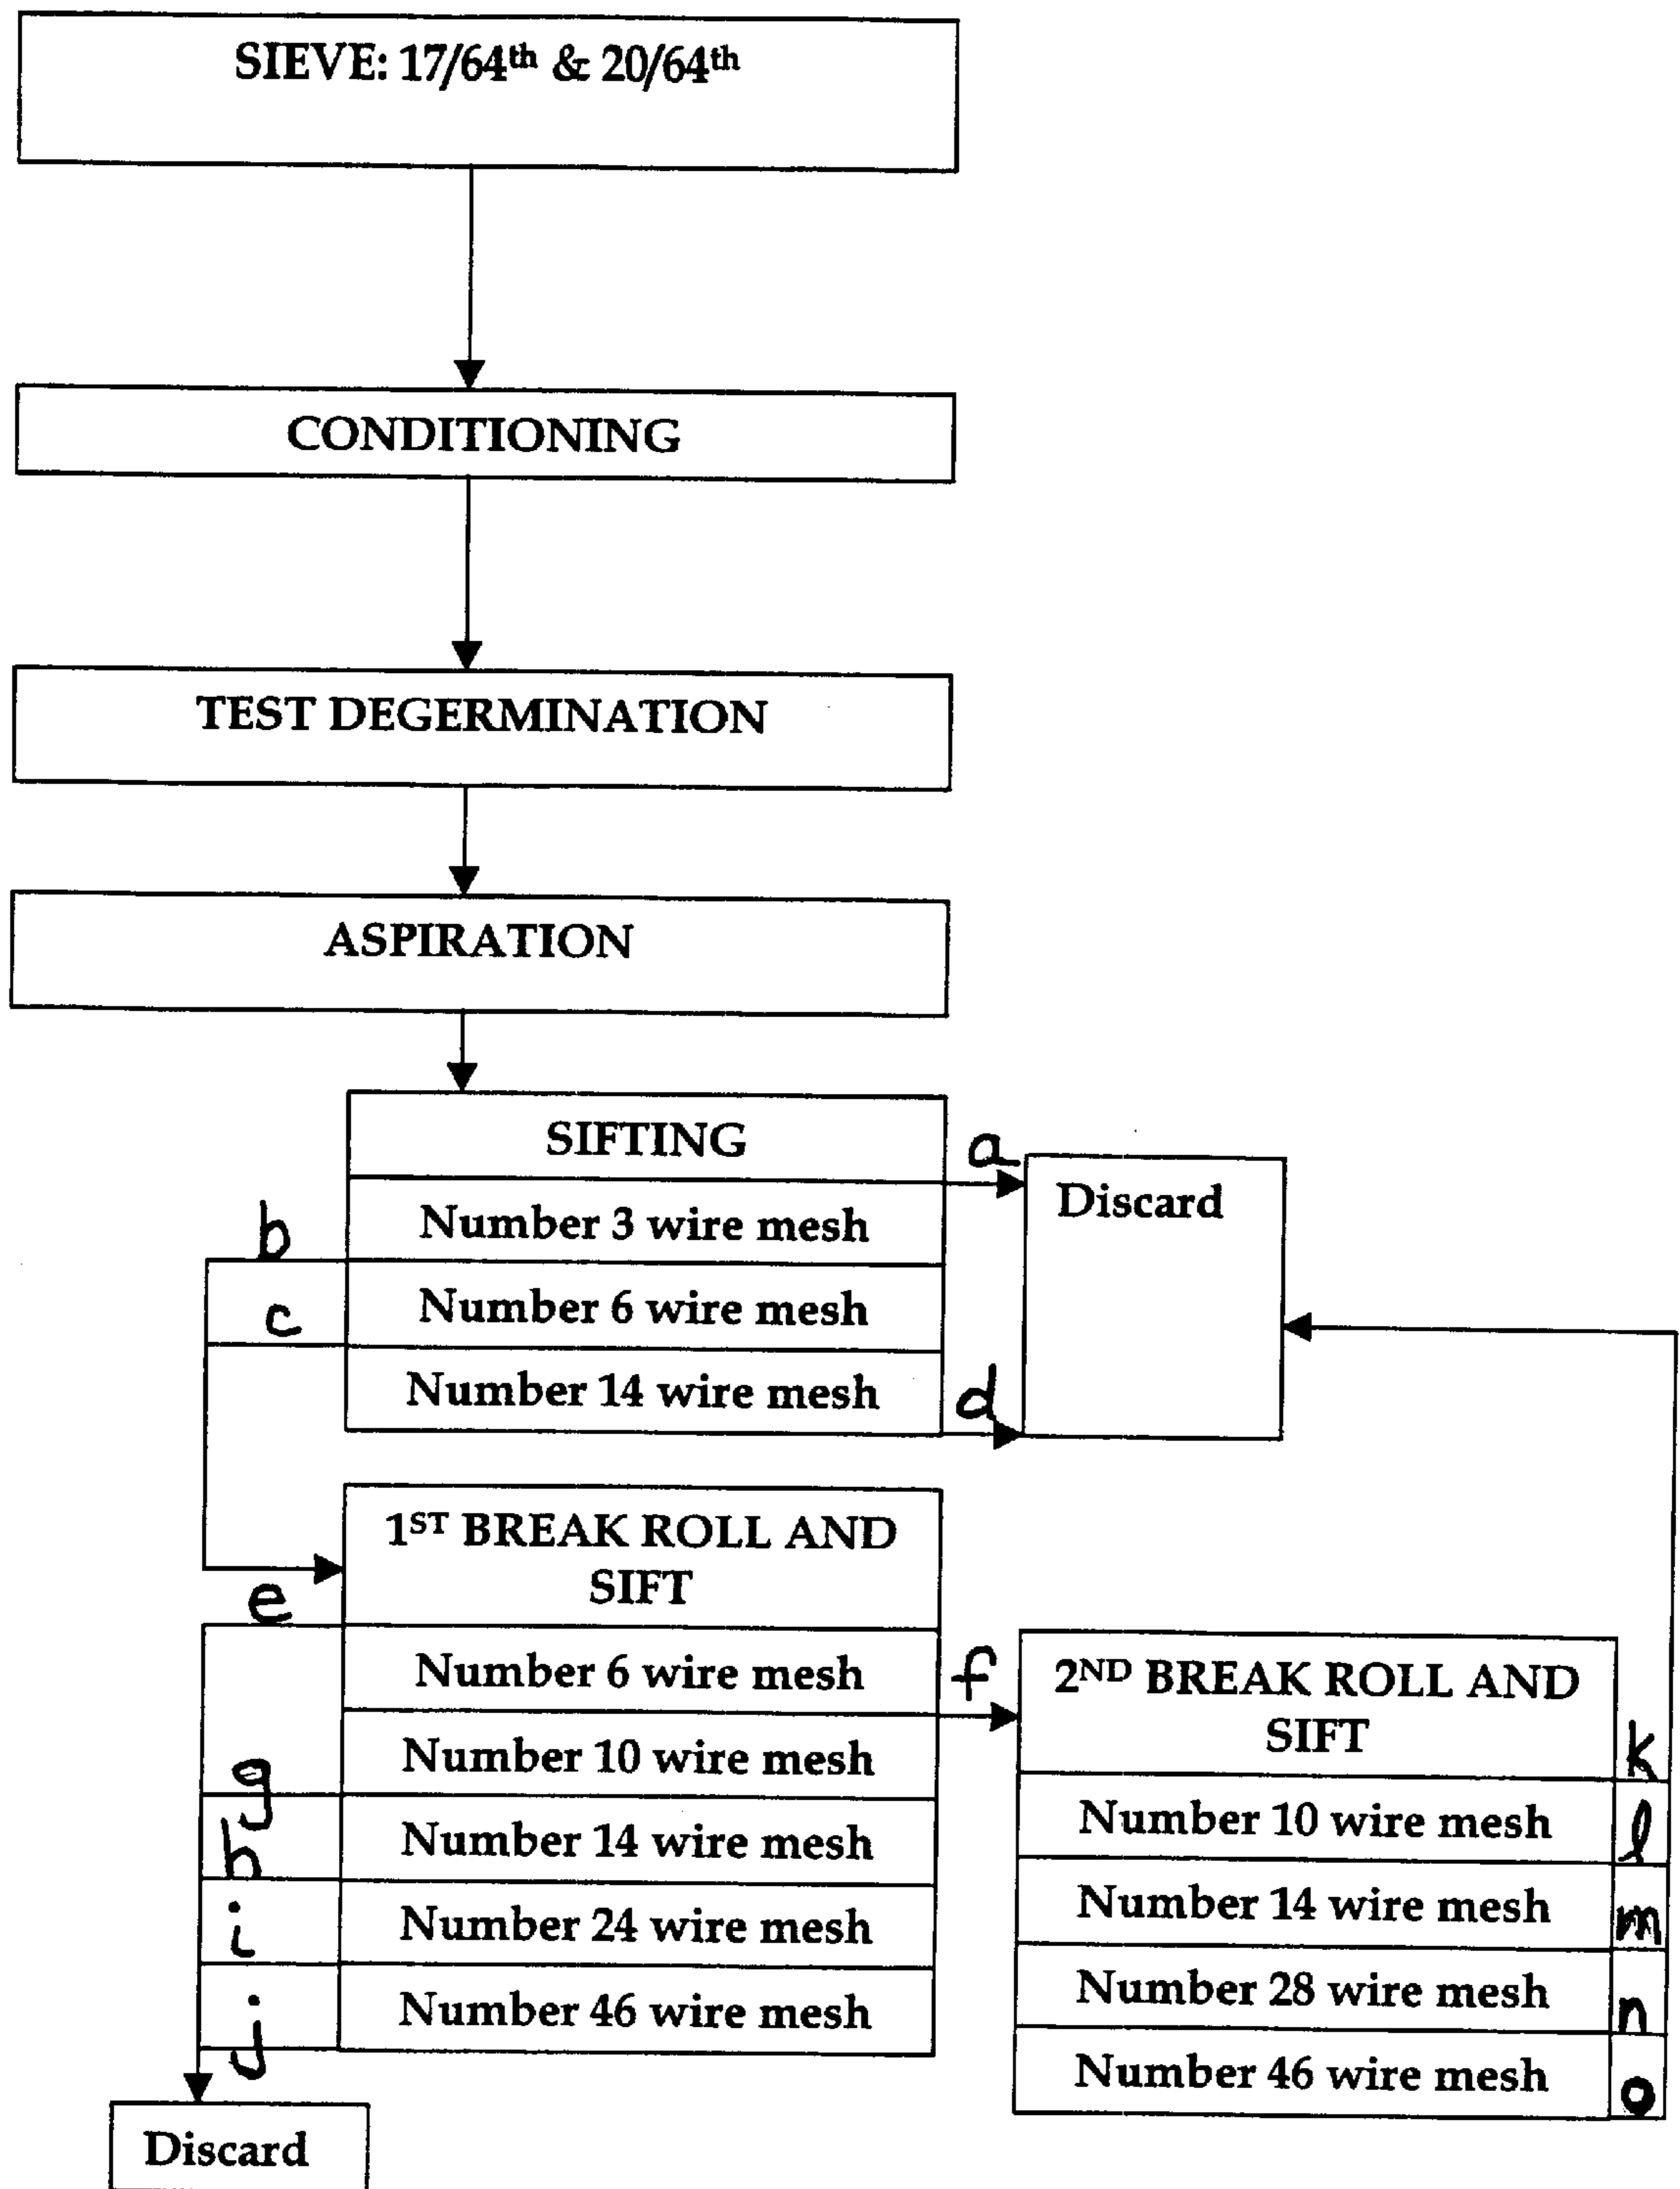 SIEVE: 17/64th & 20/64th
CONDITIONING
TEST DEGERMINATION
ASPIRATION
SIFTING
a
Discard
Number 3 wire mesh
b
Number 6 wire mesh
c
Number 14 wire mesh
d
1ST BREAK ROLL AND
SIFT
e
Number 6 wire mesh
f
Number 10 wire mesh
g
Number 14 wire mesh
h
Number 24 wire mesh
i
Number 46 wire mesh
j
Discard
2ND BREAK ROLL AND
SIFT
k
Number 10 wire mesh
l
Number 14 wire mesh
m
Number 28 wire mesh
n
Number 46 wire mesh
o